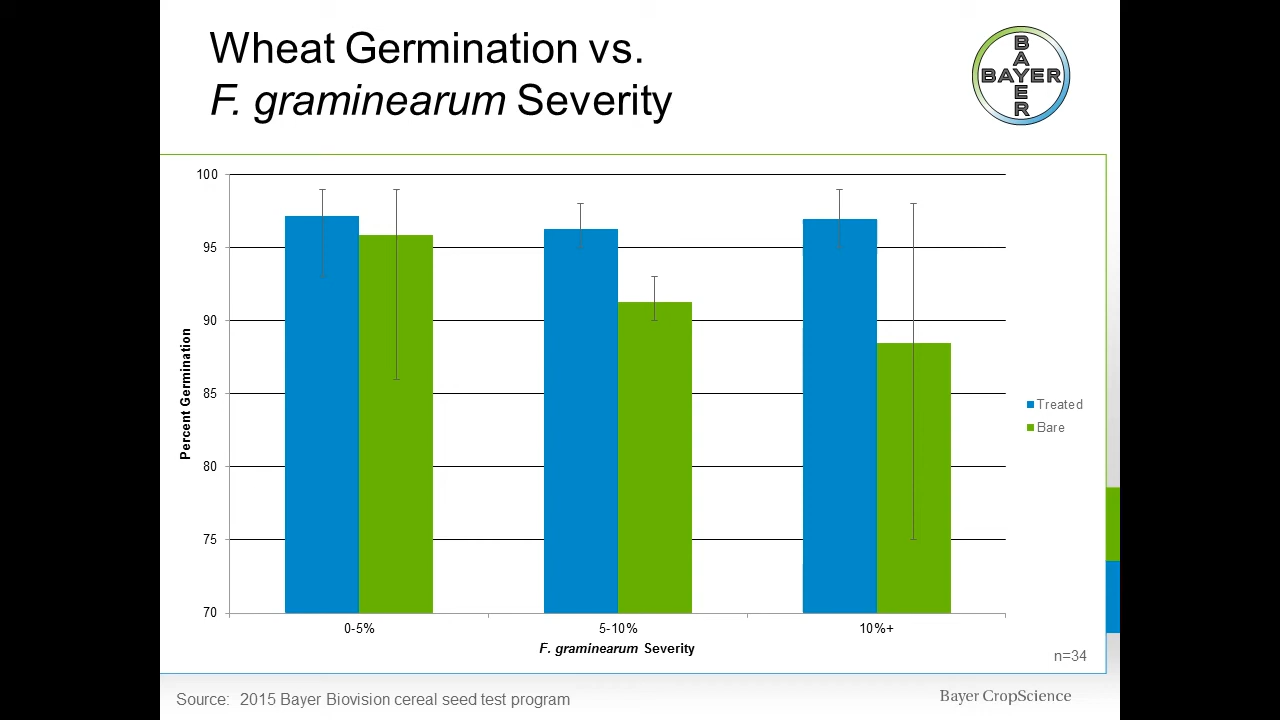 Wheat Germination vs.
F. graminearum Severity
B
A
BAYER
E
R
100
95
90
85
80
75
70
Percent Germination
0-5%
5-10%
10%+
F. graminearum Severity
Treated
Bare
n=34
Source: 2015 Bayer Biovision cereal seed test program
Bayer CropScience